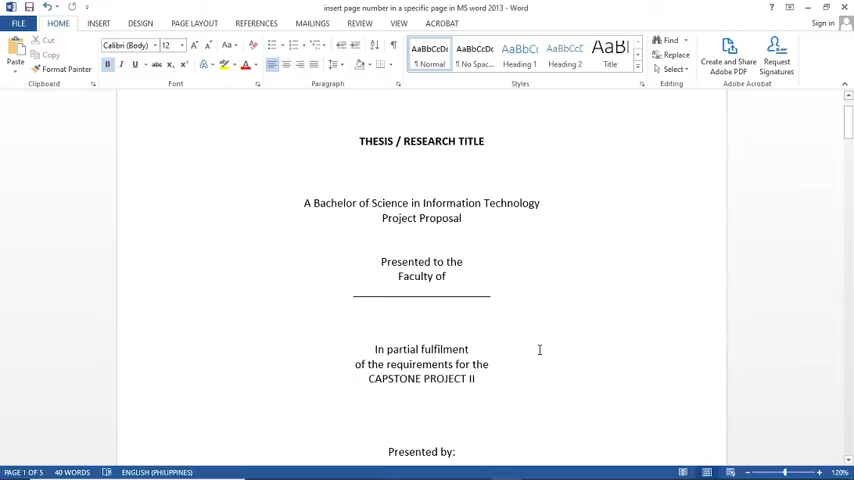 insert page number in a specific page in MS word 2013 - Word
FILE HOME INSERT DESIGN PAGE LAYOUT REFERENCES MAILINGS REVIEW VIEW ACROBAT Sign in
Cut
Copy
Format Painter
Paste
Clipboard
Calibri (Body) 12
Font
Paragraph
AaBbCcDc AaBbCcDc AaBbCc AaBbCcDc AaBl
¶ Normal ¶ No Spac... Heading 1 Heading 2 Title
Styles
Find
Replace
Select
Editing
Create and Share
Adobe PDF
Request
Signatures
Adobe Acrobat
THESIS / RESEARCH TITLE
A Bachelor of Science in Information Technology
Project Proposal
Presented to the
Faculty of
In partial fulfilment
of the requirements for the
CAPSTONE PROJECT II
Presented by:
PAGE 1 OF 5 40 WORDS ENGLISH (PHILIPPINES) 120%